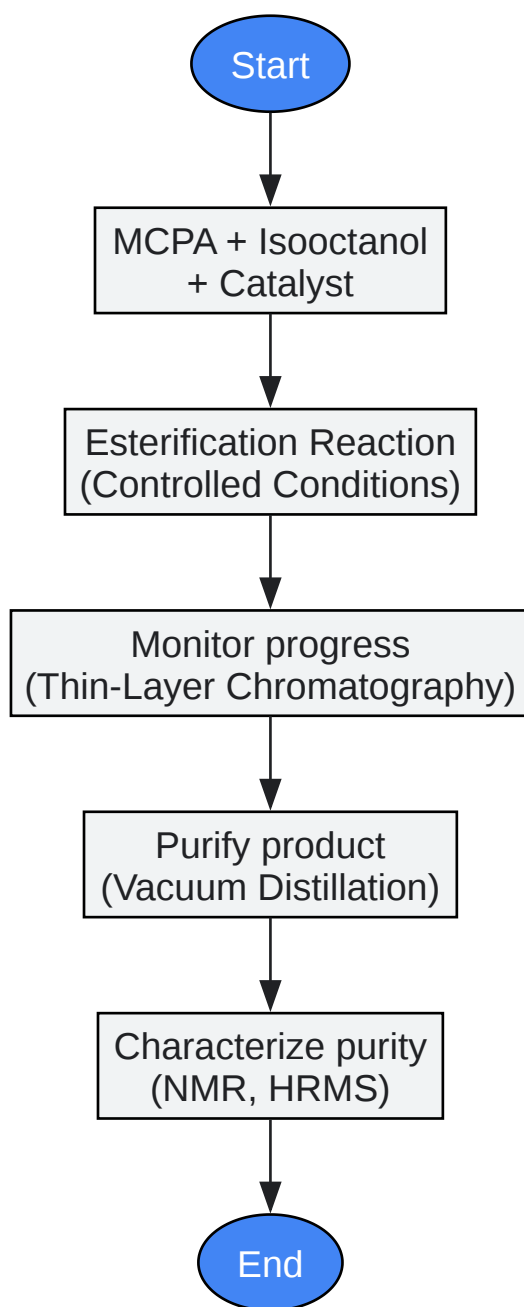 Start
MCPA + Isooctanol
+ Catalyst
Esterification Reaction
(Controlled Conditions)
Monitor progress
(Thin-Layer Chromatography)
Purify product
(Vacuum Distillation)
Characterize purity
(NMR, HRMS)
End